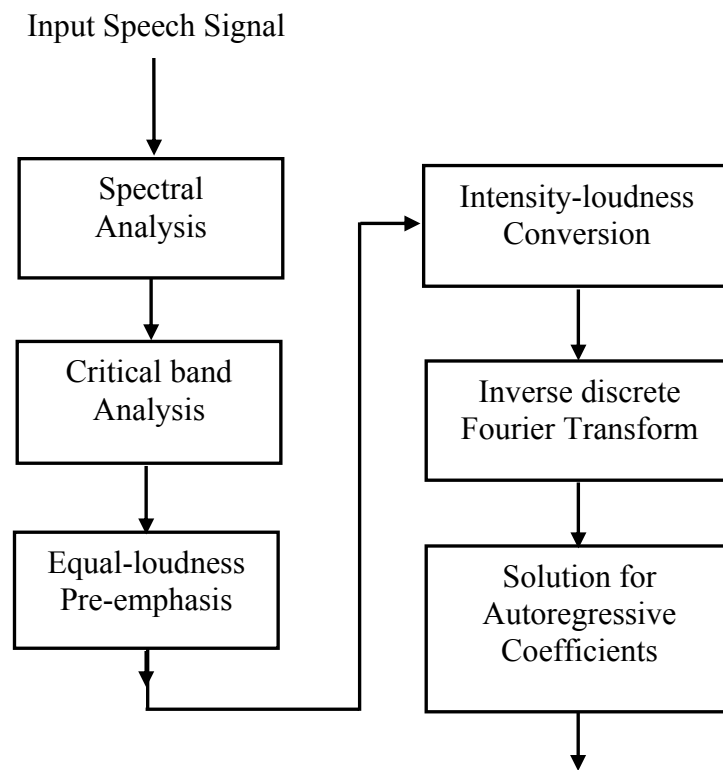 Input Speech Signal
Spectral
Analysis
Critical band
Analysis
Equal-loudness
Pre-emphasis
Intensity-loudness
Conversion
Inverse discrete
Fourier Transform
Solution for
Autoregressive
Coefficients